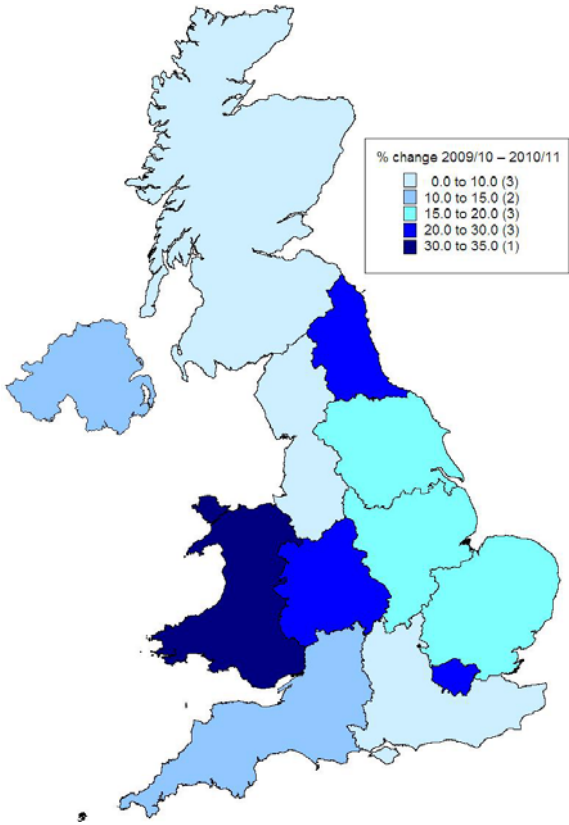 % change 2009/10 – 2010/11
0.0 to 10.0 (3)
10.0 to 15.0 (2)
15.0 to 20.0 (3)
20.0 to 30.0 (3)
30.0 to 35.0 (1)